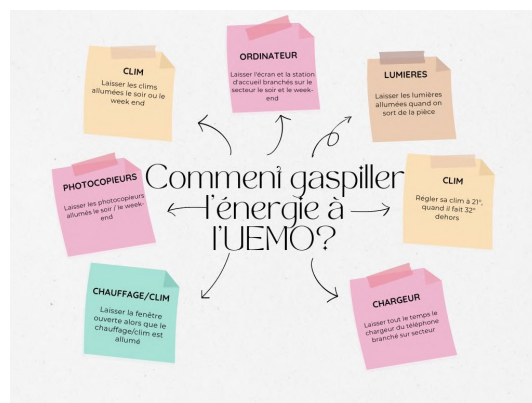 ORDINATEUR
Laisser l'écran et la station
d'accueil branchés sur le
secteur le soir et le week-
end
CLIM
Laisser les clims
allumées le soir ou le
week end
LUMIERES
Laisser les lumières
allumées quand on
sort de la pièce
PHOTOCOPIEURS
Laisser les photocopieurs
allumés le soir / le week-
end
Comment gaspiller
l'énergie à
l'UEMO?
CLIM
Régler sa clim à 21°,
quand il fait 32°
dehors
CHAUFFAGE/CLIM
Laisser la fenêtre
ouverte alors que le
chauffage/clim est
allumé
CHARGEUR
Laisser tout le temps le
chargeur du téléphone
branché sur secteur